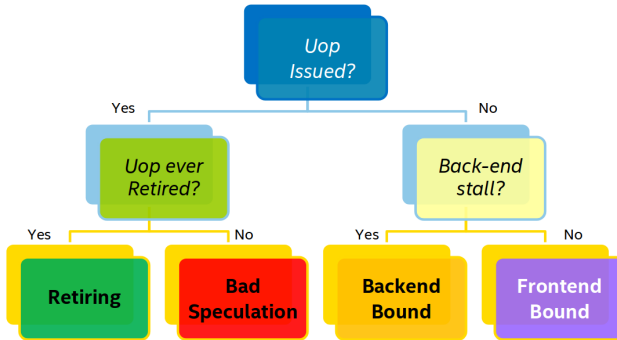 Uop
Issued?
Yes
No
Uop ever
Retired?
Back-end
stall?
Yes
No
Yes
No
Retiring
Bad
Speculation
Backend
Bound
Frontend
Bound